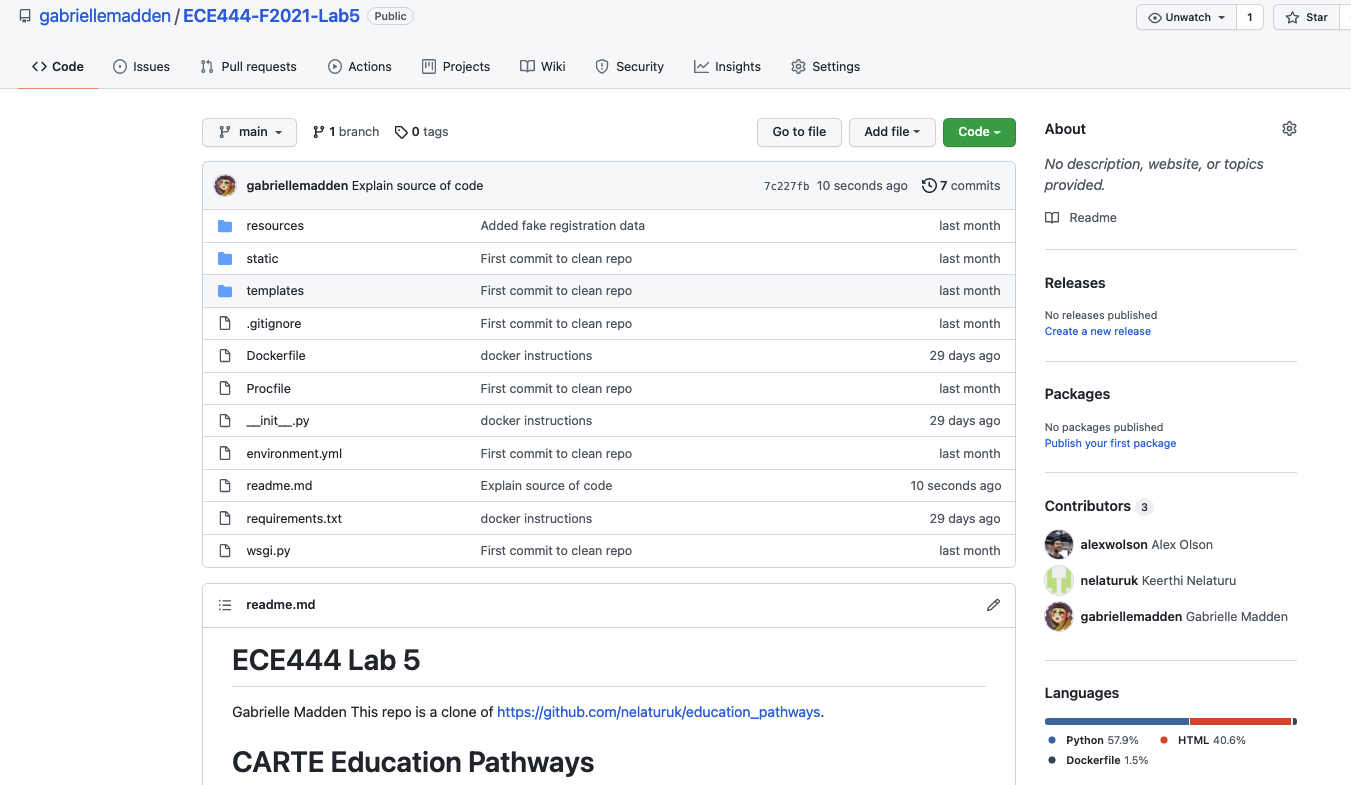 gabriellemadden / ECE444-F2021-Lab5 Public
Unwatch 1 Star
Code Issues Pull requests Actions Projects Wiki Security Insights Settings
main 1 branch 0 tags Go to file Add file Code
gabriellemadden Explain source of code 7c227fb 10 seconds ago 7 commits
resources Added fake registration data last month
static First commit to clean repo last month
templates First commit to clean repo last month
.gitignore First commit to clean repo last month
Dockerfile docker instructions 29 days ago
Procfile First commit to clean repo last month
__init__.py docker instructions 29 days ago
environment.yml First commit to clean repo last month
readme.md Explain source of code 10 seconds ago
requirements.txt docker instructions 29 days ago
wsgi.py First commit to clean repo last month
readme.md
ECE444 Lab 5
Gabrielle Madden This repo is a clone of https://github.com/nelaturuk/education_pathways.
CARTE Education Pathways
About
No description, website, or topics
provided.
Readme
Releases
No releases published
Create a new release
Packages
No packages published
Publish your first package
Contributors 3
alexwolson Alex Olson
nelaturuk Keerthi Nelaturu
gabriellemadden Gabrielle Madden
Languages
Python 57.9% HTML 40.6%
Dockerfile 1.5%